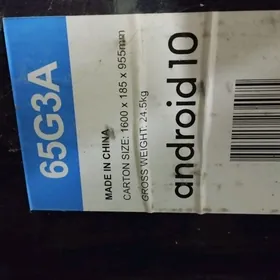 65G3A
MADE IN CHINA
CARTON SIZE: 1600 x 185 x 955mm
GROSS WEIGHT: 24.5kg
android 10